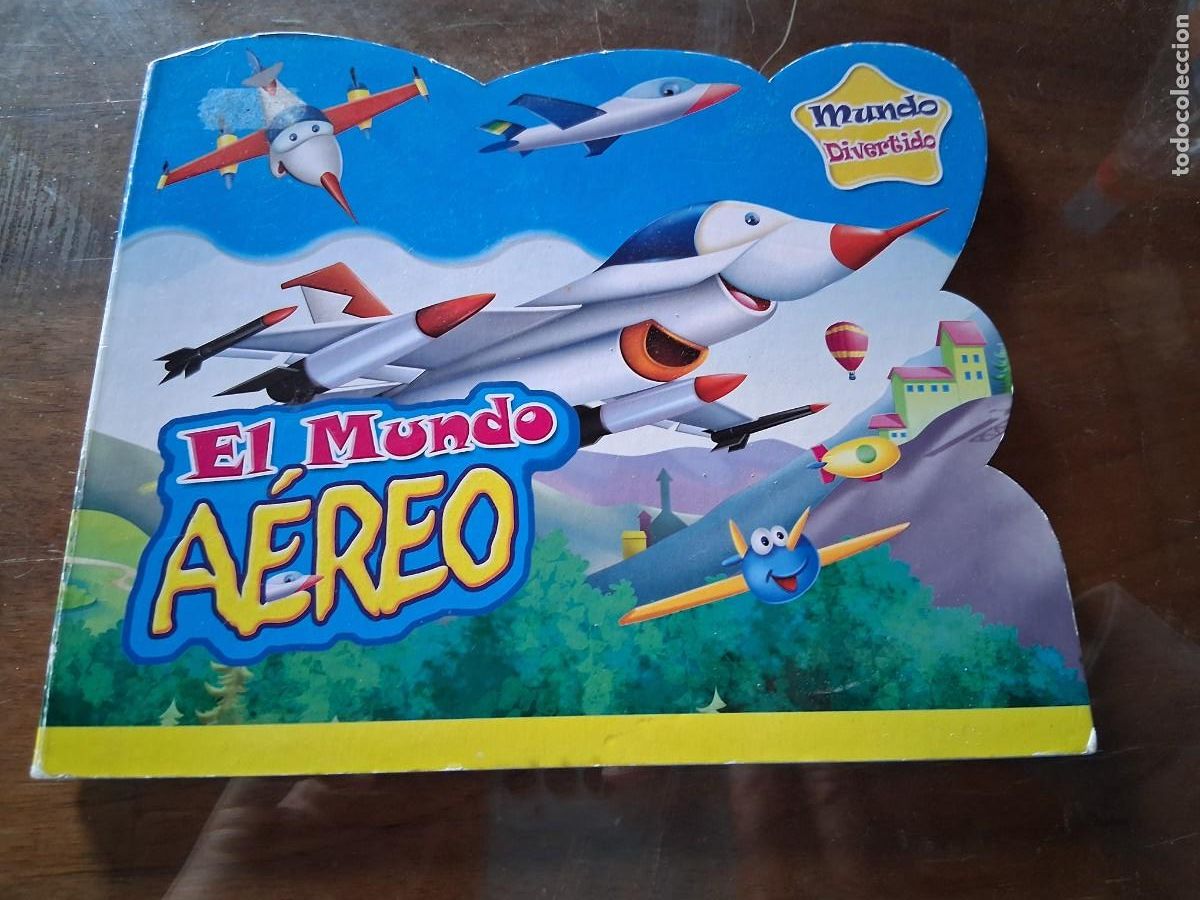 Mundo
Divertido
El Mundo
AÉREO
todocoleccion